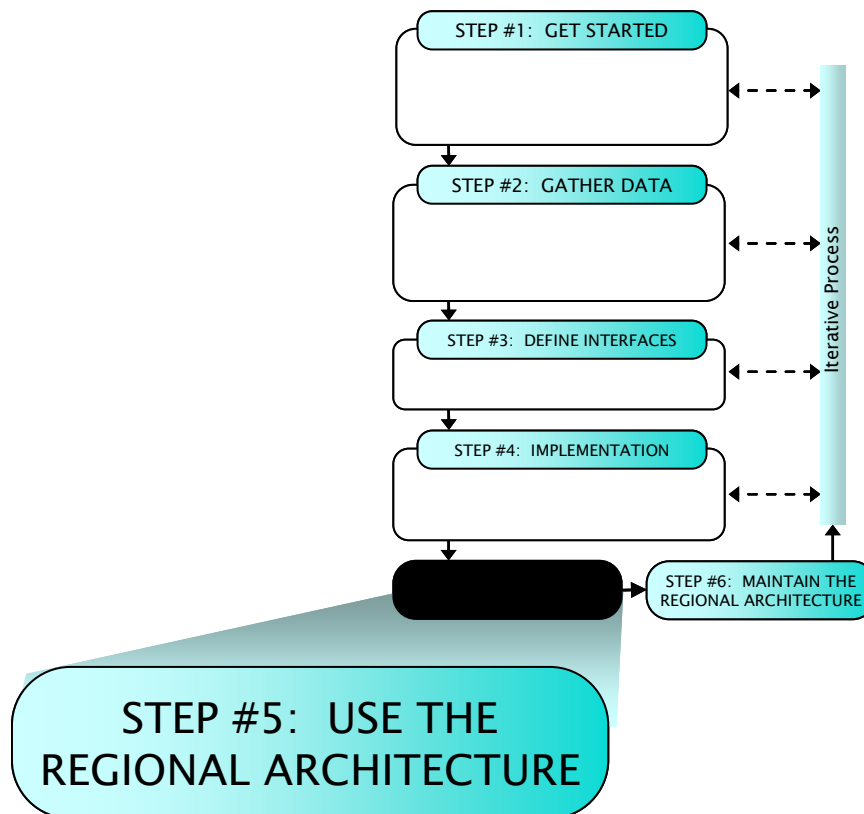 STEP #1: GET STARTED
STEP #2: GATHER DATA
STEP #3: DEFINE INTERFACES
STEP #4: IMPLEMENTATION
Iterative Process
STEP #6: MAINTAIN THE
REGIONAL ARCHITECTURE
STEP #5: USE THE
REGIONAL ARCHITECTURE